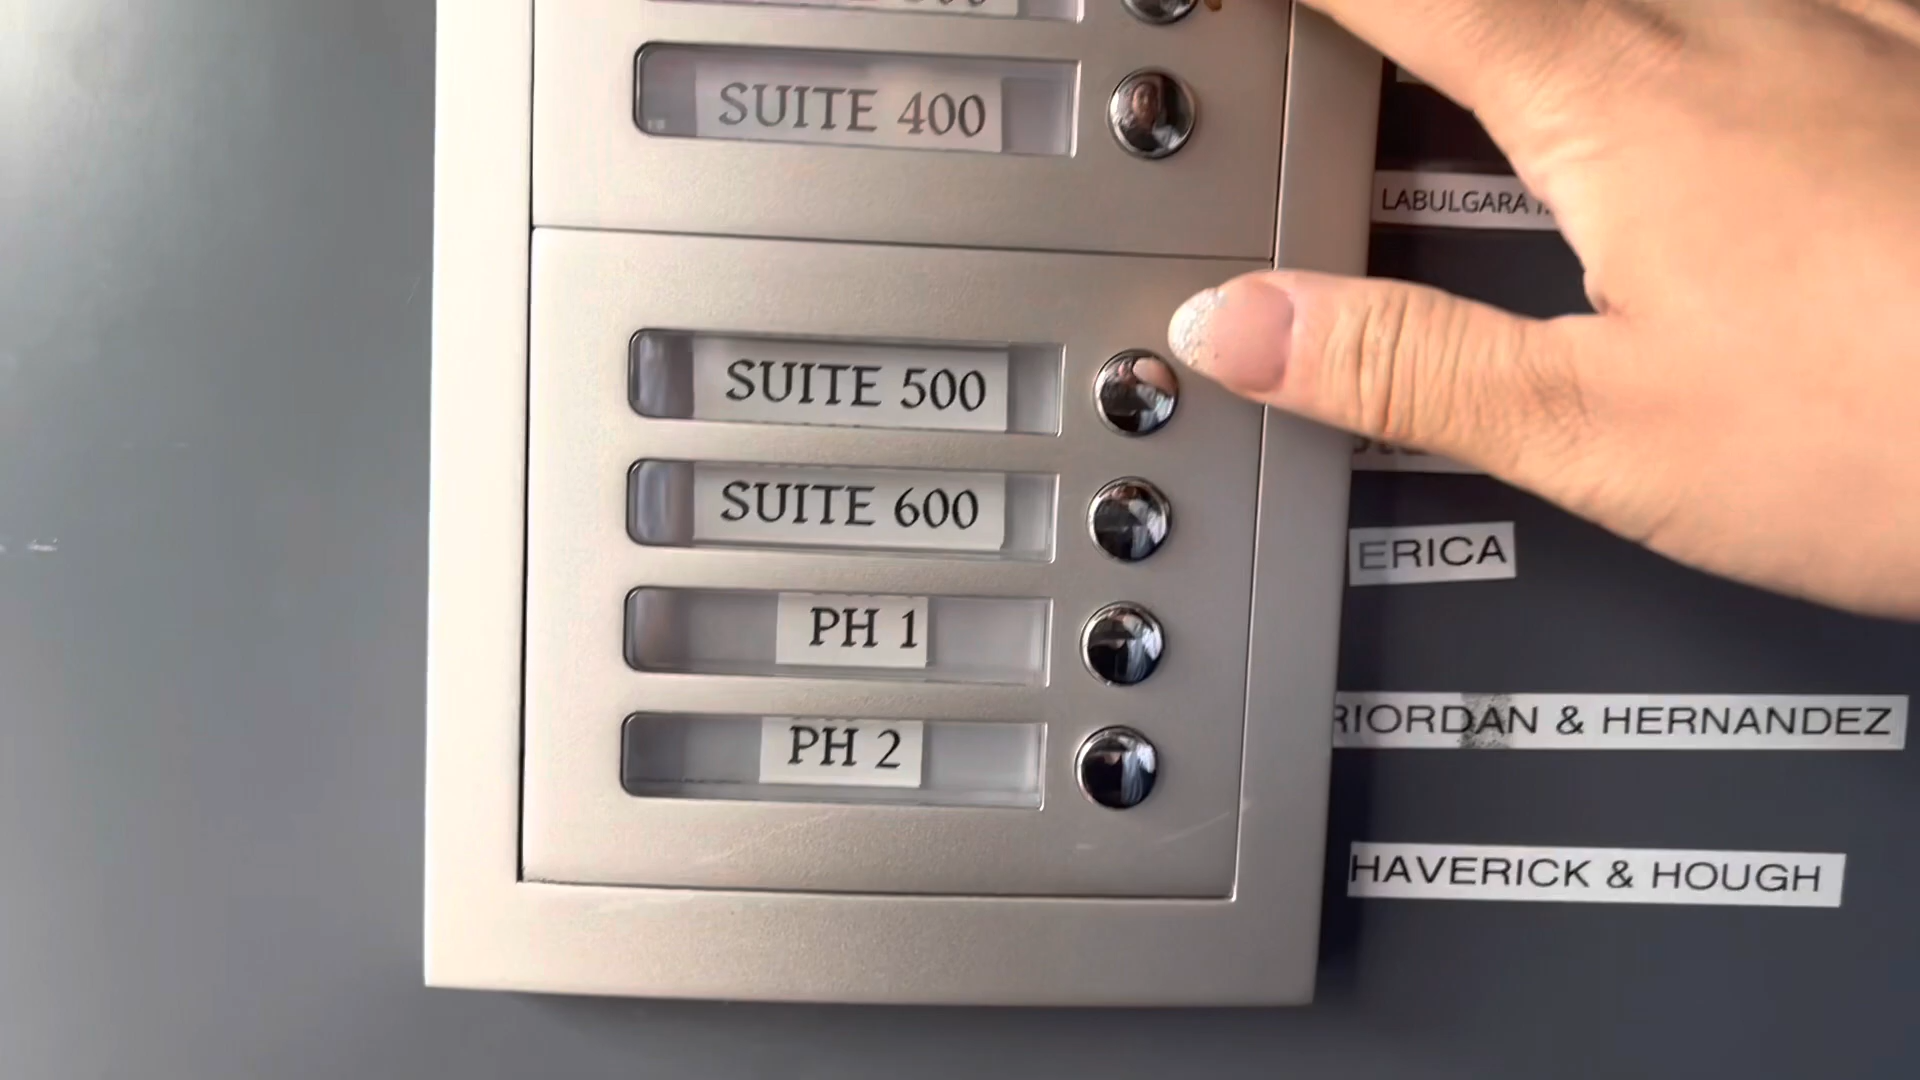 SUITE 400
LABULGARA
SUITE 500
SUITE 600
ERICA
PH 1
RIORDAN & HERNANDEZ
PH 2
HAVERICK & HOUGH